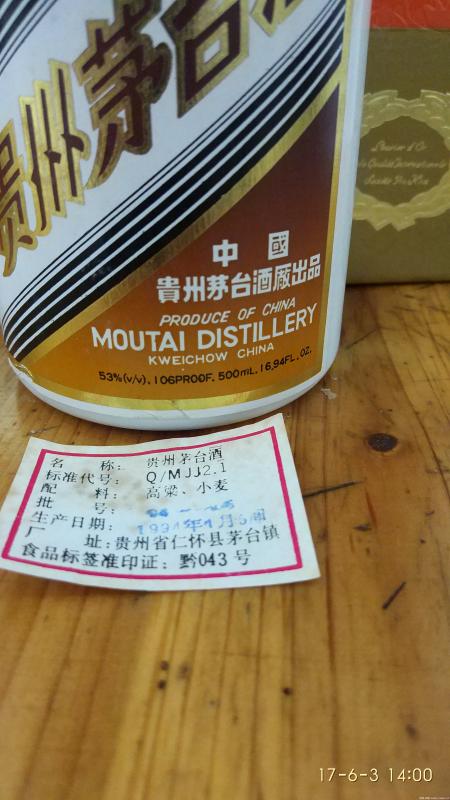 貴州茅台酒
中國
貴州茅台酒廠出品
PRODUCE OF CHINA
MOUTAI DISTILLERY
KWEICHOW CHINA
53%(v/v). 106PROOF. 500mL. 16.94FL. OZ.
名 称： 贵州茅台酒
标准代号： Q/MJJ2.1
配 料： 高梁、小麦
批 号：
生产日期： 1994年1月
厂 址：贵州省仁怀县茅台镇
食品标签准印证：黔043号
17-6-3 14:00